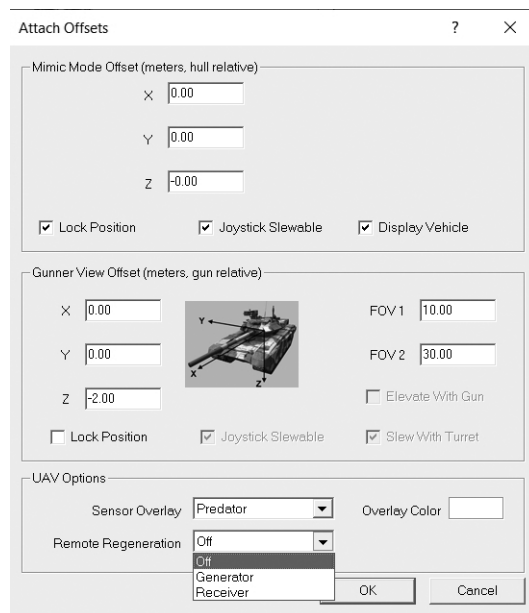 Attach Offsets ? ×
Mimic Mode Offset (meters, hull relative)
X 0.00
Y 0.00
Z -0.00
Lock Position Joystick Slewable Display Vehicle
Gunner View Offset (meters, gun relative)
X 0.00 FOV 1 10.00
Y 0.00 FOV 2 30.00
Z -2.00 Elevate With Gun
Y
X
Z
Lock Position Joystick Slewable Slew With Turret
UAV Options
Sensor Overlay Predator Overlay Color
Remote Regeneration Off
Off
Generator
Receiver
OK Cancel